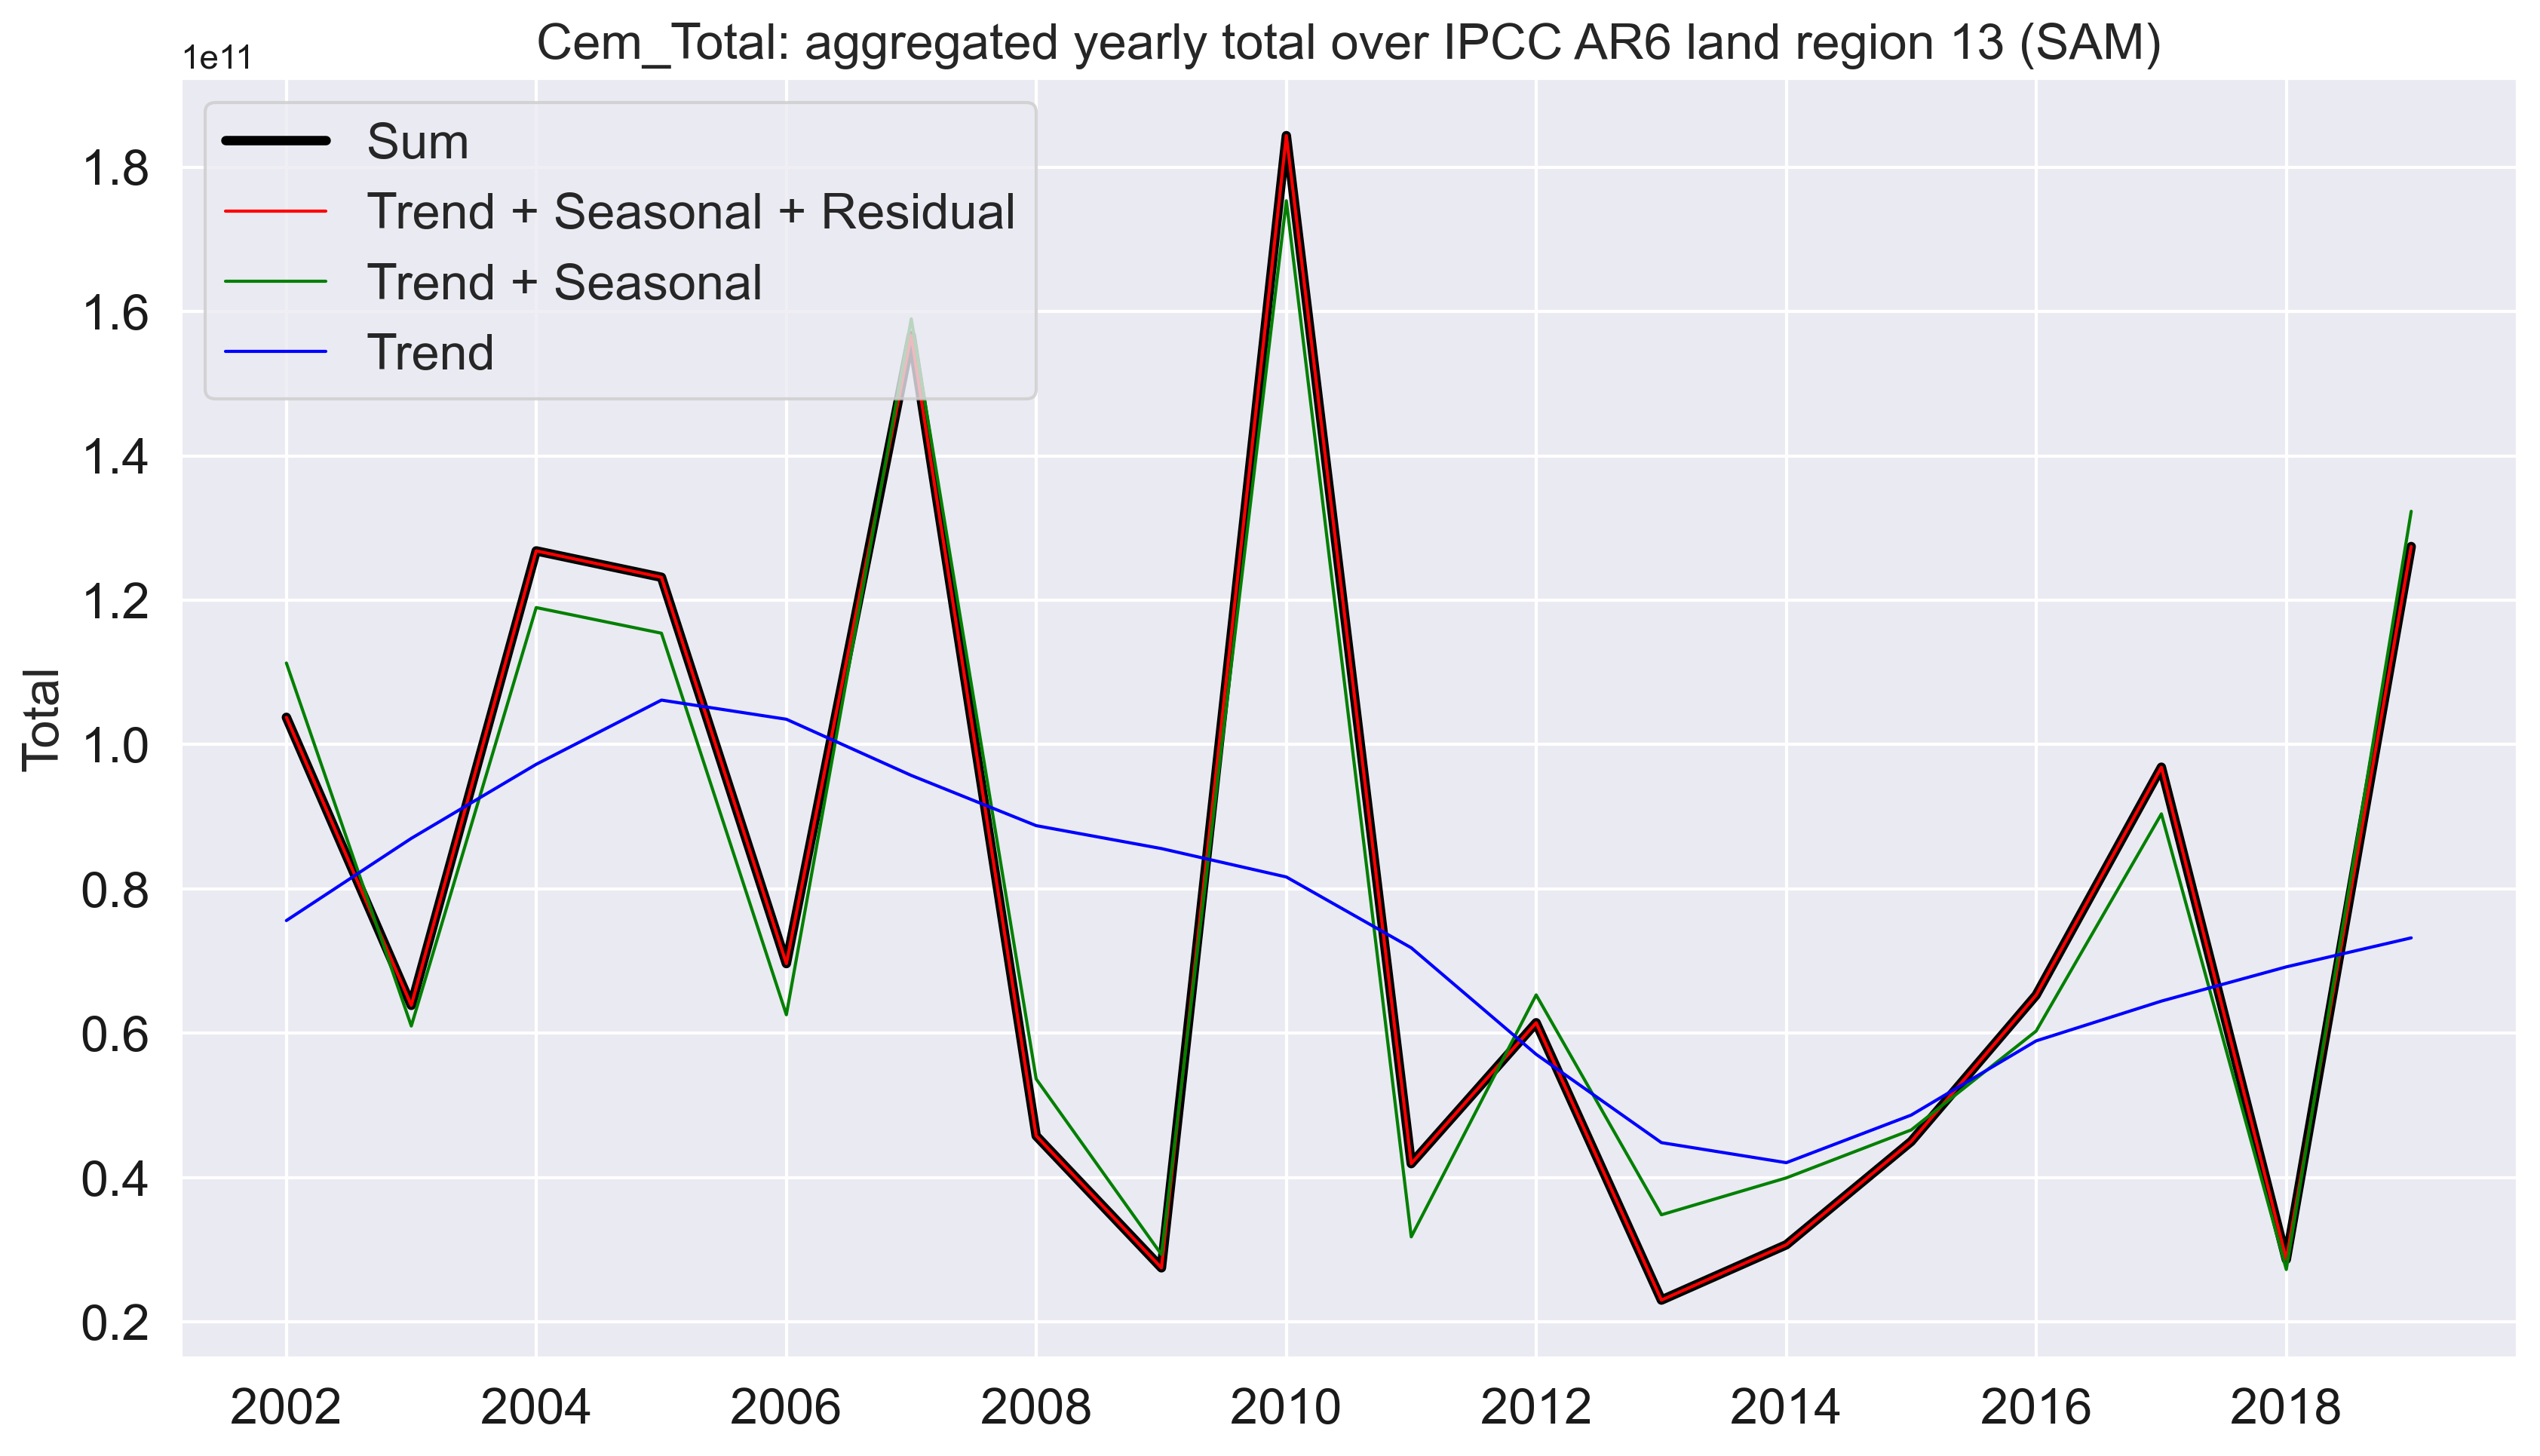 Cem_Total: aggregated yearly total over IPCC AR6 land region 13 (SAM)
1e11
Sum
Trend + Seasonal + Residual
Trend + Seasonal
Trend
1.8
1.6
1.4
1.2
1.0
0.8
0.6
0.4
0.2
Total
2002 2004 2006 2008 2010 2012 2014 2016 2018